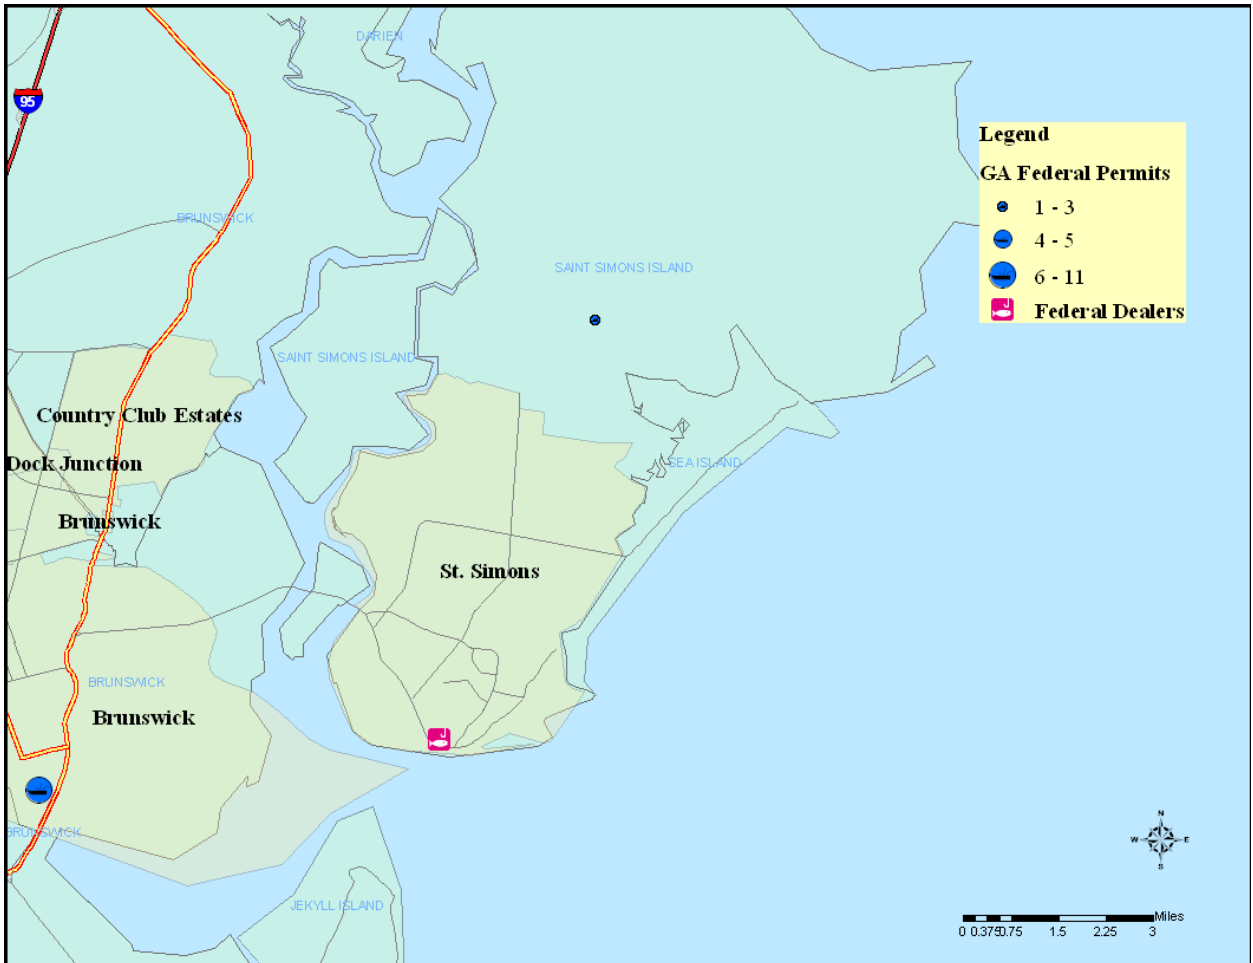 DARIEN
95
Legend
GA Federal Permits
1 - 3
4 - 5
6 - 11
Federal Dealers
BRUNSWICK
SAINT SIMONS ISLAND
SAINT SIMONS ISLAND
Country Club Estates
Dock Junction
SEA ISLAND
Brunswick
St. Simons
BRUNSWICK
Brunswick
BRUNSWICK
N
W E
S
JEKYLL ISLAND
Miles
0 0.375 0.75 1.5 2.25 3